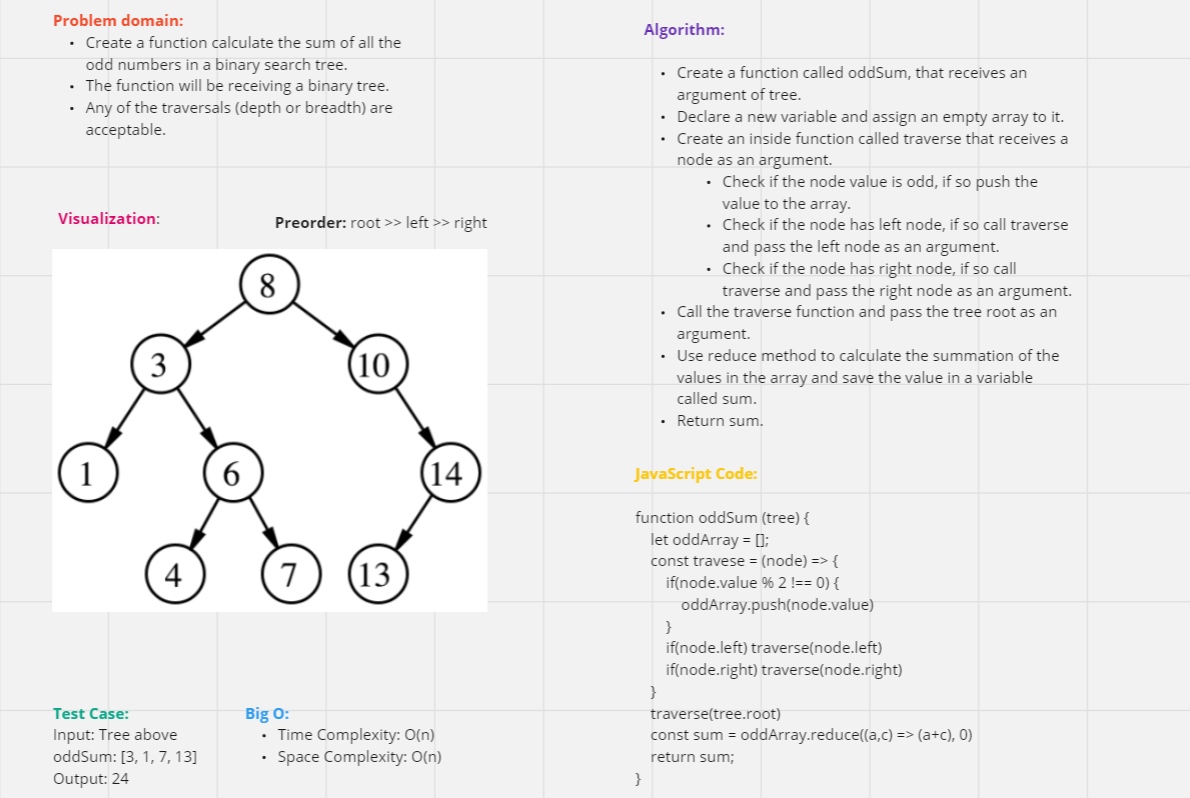 Problem domain:
• Create a function calculate the sum of all the
odd numbers in a binary search tree.
• The function will be receiving a binary tree.
• Any of the traversals (depth or breadth) are
acceptable.
Visualization:
Preorder: root >> left >> right
8
3
10
1
6
14
4
7
13
Test Case:
Input: Tree above
oddSum: [3, 1, 7, 13]
Output: 24
Big O:
• Time Complexity: O(n)
• Space Complexity: O(n)
Algorithm:
• Create a function called oddSum, that receives an
argument of tree.
• Declare a new variable and assign an empty array to it.
• Create an inside function called traverse that receives a
node as an argument.
• Check if the node value is odd, if so push the
value to the array.
• Check if the node has left node, if so call traverse
and pass the left node as an argument.
• Check if the node has right node, if so call
traverse and pass the right node as an argument.
• Call the traverse function and pass the tree root as an
argument.
• Use reduce method to calculate the summation of the
values in the array and save the value in a variable
called sum.
• Return sum.
JavaScript Code:
function oddSum (tree) {
let oddArray = [];
const travese = (node) => {
if(node.value % 2 !== 0) {
oddArray.push(node.value)
}
if(node.left) traverse(node.left)
if(node.right) traverse(node.right)
}
traverse(tree.root)
const sum = oddArray.reduce((a,c) => (a+c), 0)
return sum;
}